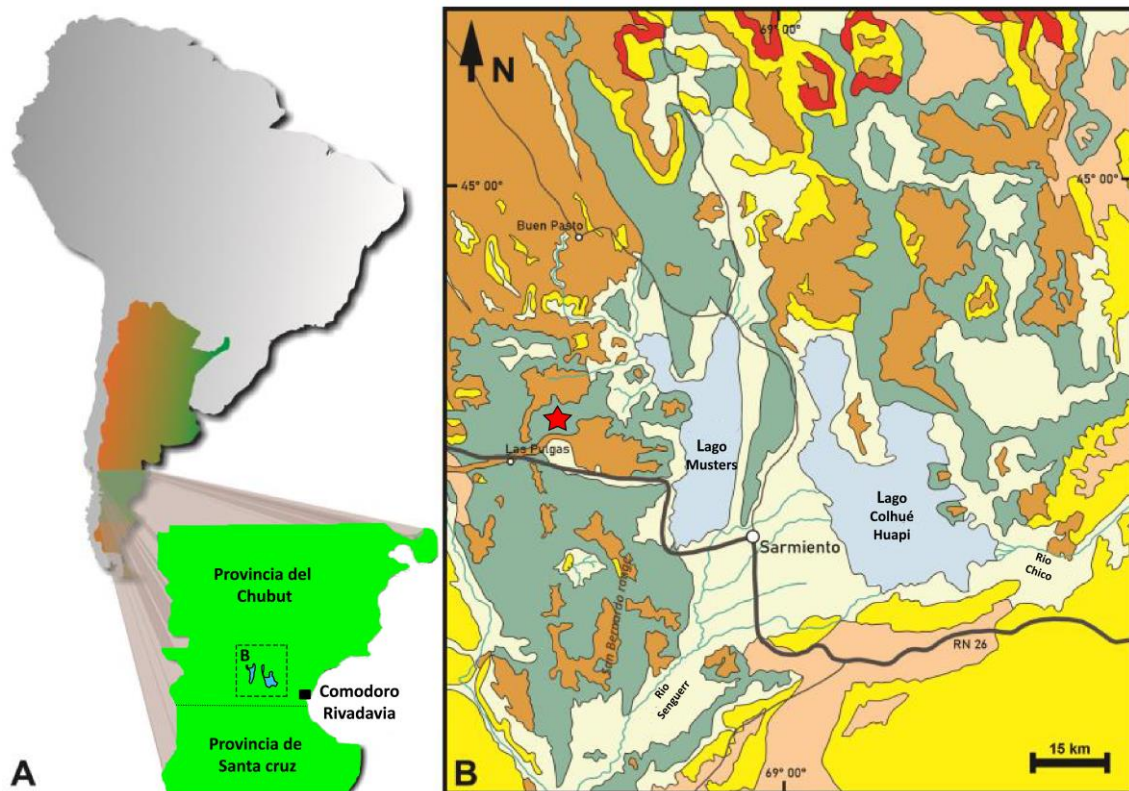 A
Provincia del
Chubut
B
Comodoro
Rivadavia
Provincia de
Santa cruz
B
N
69° 00'
45° 00'
45° 00'
Buen Pasto
Las Pulgas
Lago
Musters
Lago
Colhué
Huapi
Sarmiento
Río
Chico
San Bernardo range
Río
Senguerr
RN 26
69° 00'
15 km